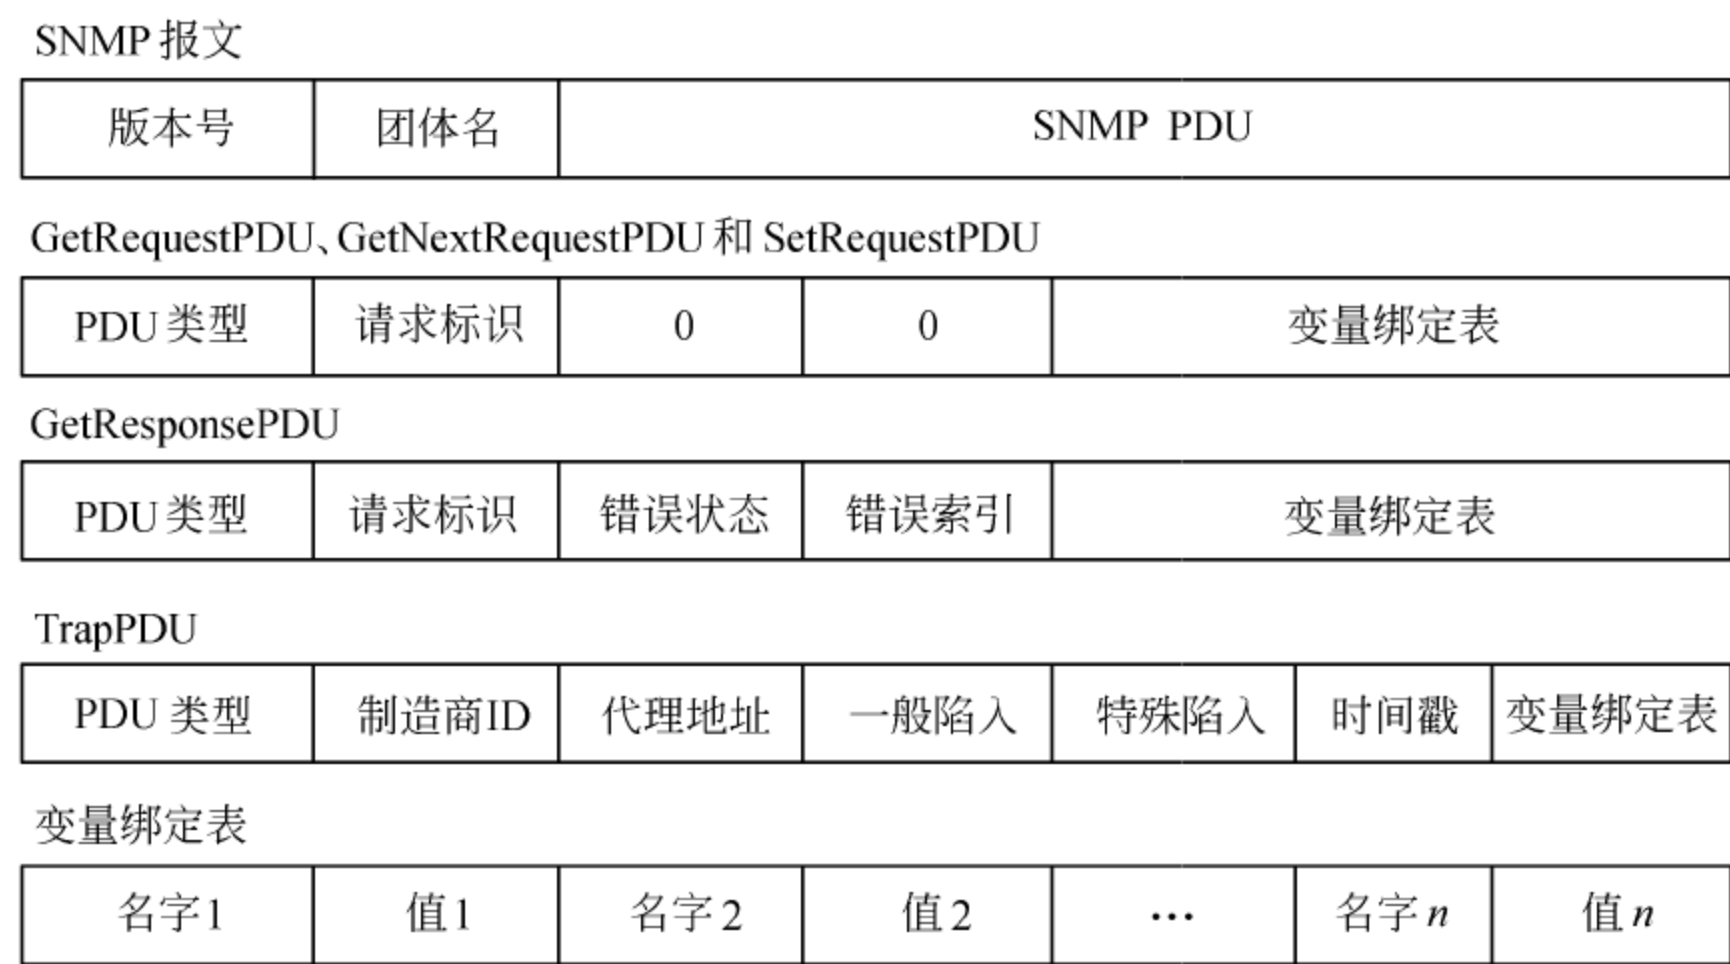 SNMP 报文
版本号 团体名 SNMP PDU
GetRequestPDU、GetNextRequestPDU 和 SetRequestPDU
PDU 类型 请求标识 0 0 变量绑定表
GetResponsePDU
PDU 类型 请求标识 错误状态 错误索引 变量绑定表
TrapPDU
PDU 类型 制造商ID 代理地址 一般陷入 特殊陷入 时间戳 变量绑定表
变量绑定表
名字1 值1 名字2 值2 … 名字n 值n